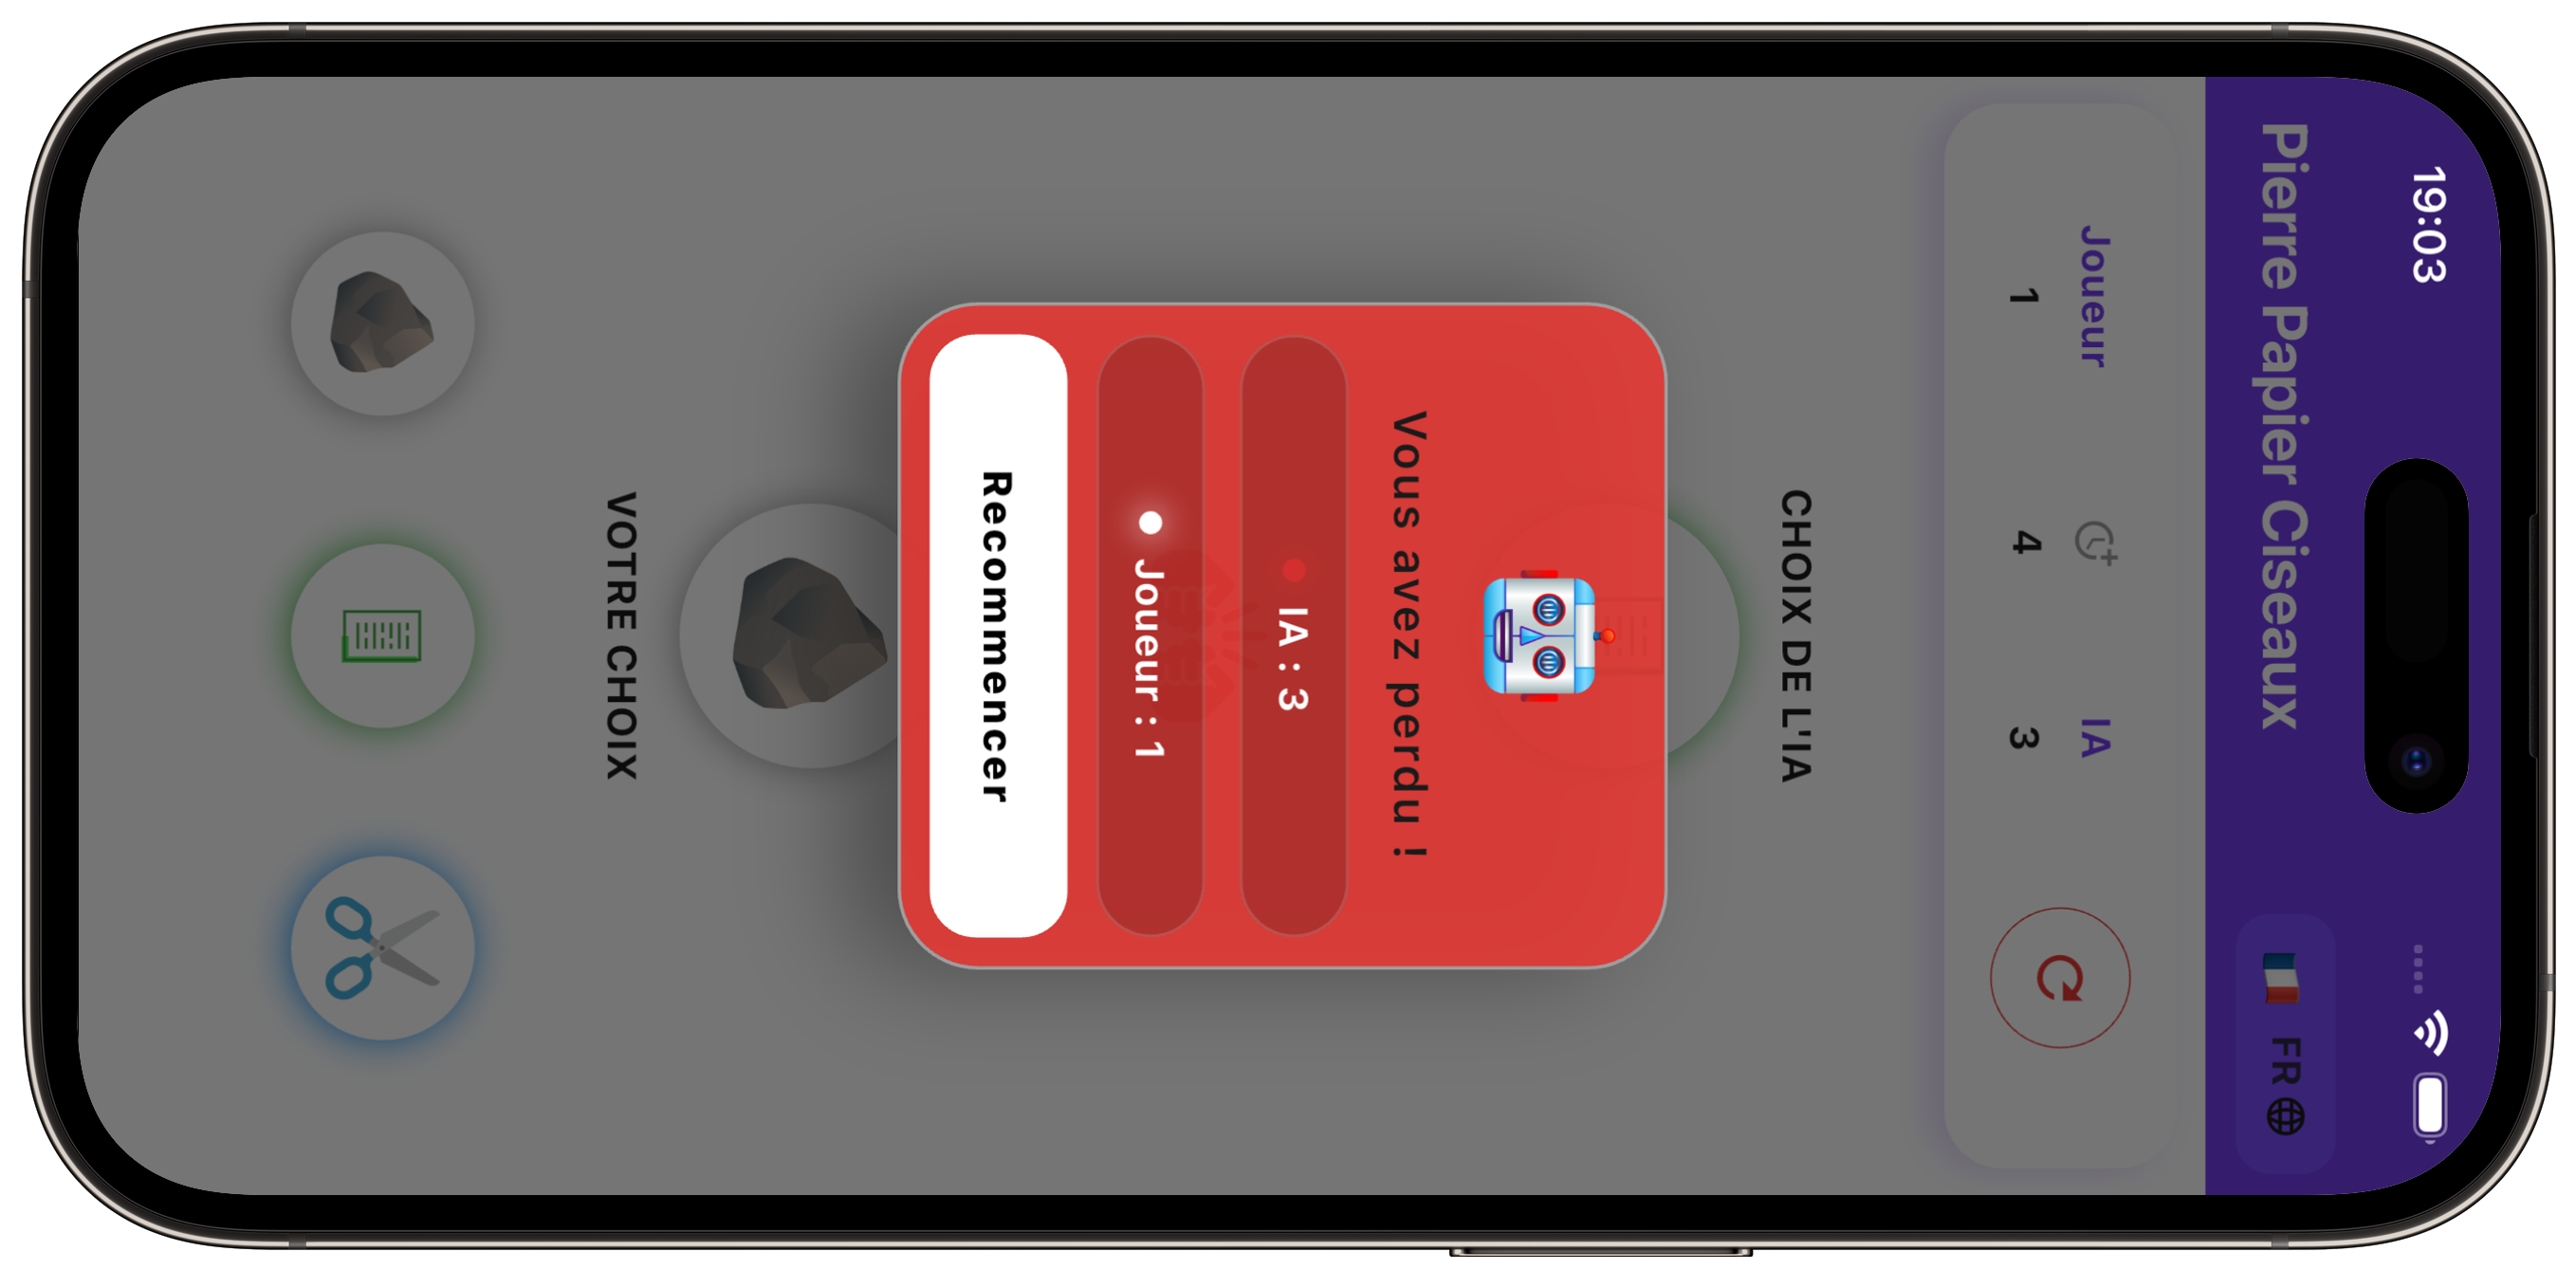 19:03
Pierre Papier Ciseaux
FR
Joueur
IA
1
4
3
CHOIX DE L'IA
Vous avez perdu !
IA : 3
Joueur : 1
Recommencer
VOTRE CHOIX